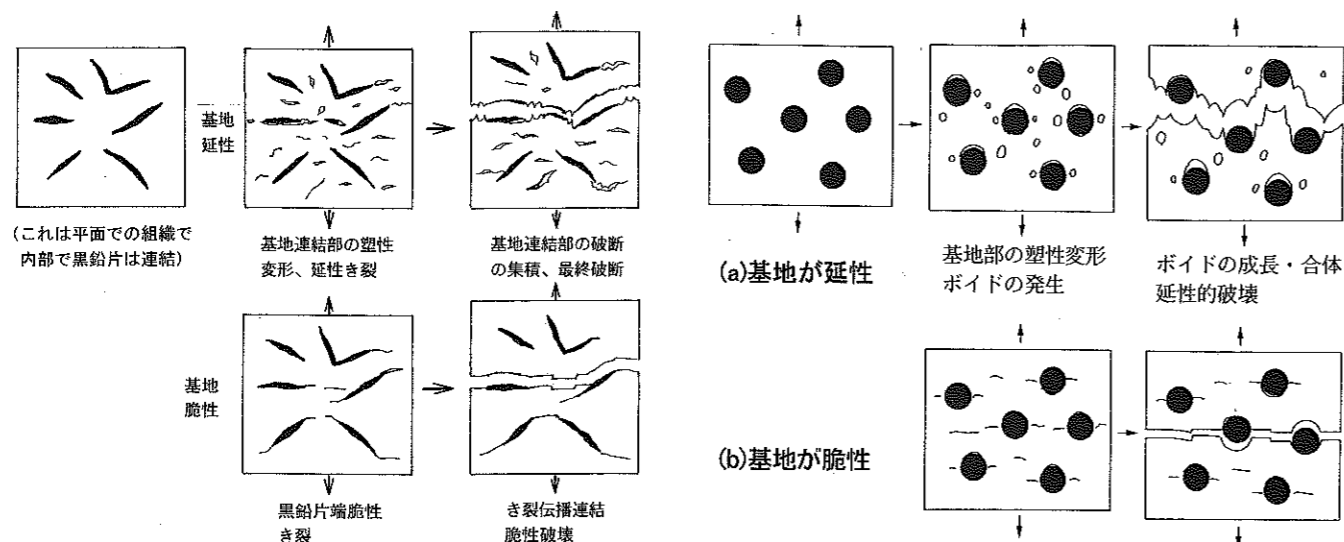 (これは平面での組織で
内部で黒鉛片は連結)
基地
延性
基地連結部の塑性
変形、延性き裂
基地連結部の破断
の集積、最終破断
基地
脆性
黒鉛片端脆性
き裂
き裂伝播連結
脆性破壊
(a)基地が延性
基地部の塑性変形
ボイドの発生
ボイドの成長・合体
延性的破壊
(b)基地が脆性